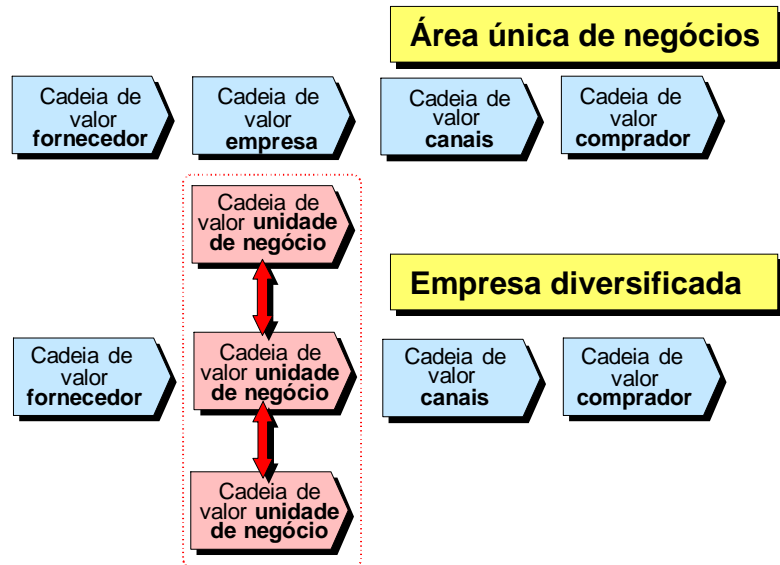 Área única de negócios
Cadeia de
valor
fornecedor
Cadeia de
valor
empresa
Cadeia de
valor
canais
Cadeia de
valor
comprador
Cadeia de
valor unidade
de negócio
Empresa diversificada
Cadeia de
valor
fornecedor
Cadeia de
valor unidade
de negócio
Cadeia de
valor
canais
Cadeia de
valor
comprador
Cadeia de
valor unidade
de negócio